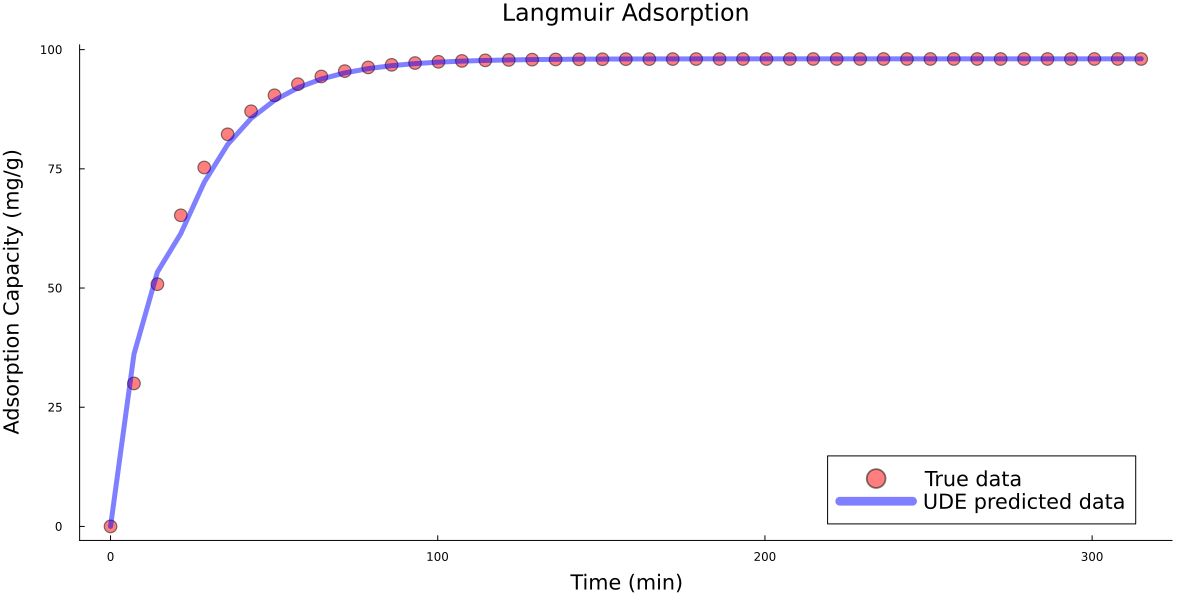 Langmuir Adsorption
Adsorption Capacity (mg/g)
100
75
50
25
0
0
100
200
300
Time (min)
True data
UDE predicted data